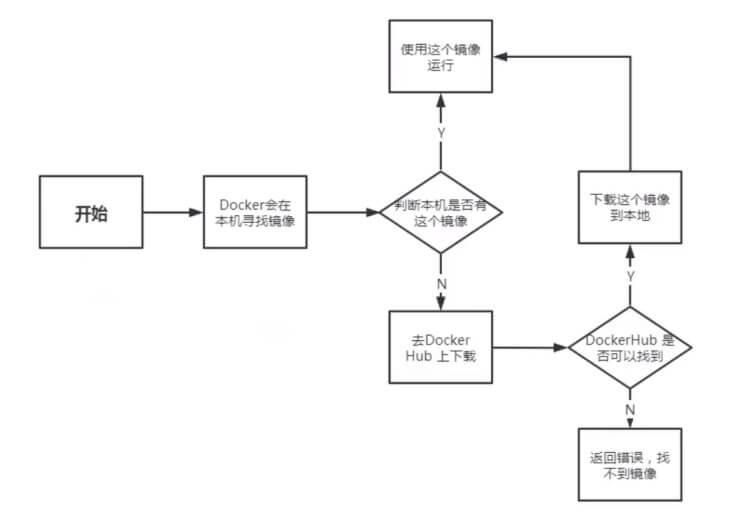 使用这个镜像
运行
Y
开始
Docker会在
本机寻找镜像
判断本机是否有
这个镜像
下载这个镜像
到本地
N
Y
去Docker
Hub 上下载
DockerHub 是
否可以找到
N
返回错误，找
不到镜像